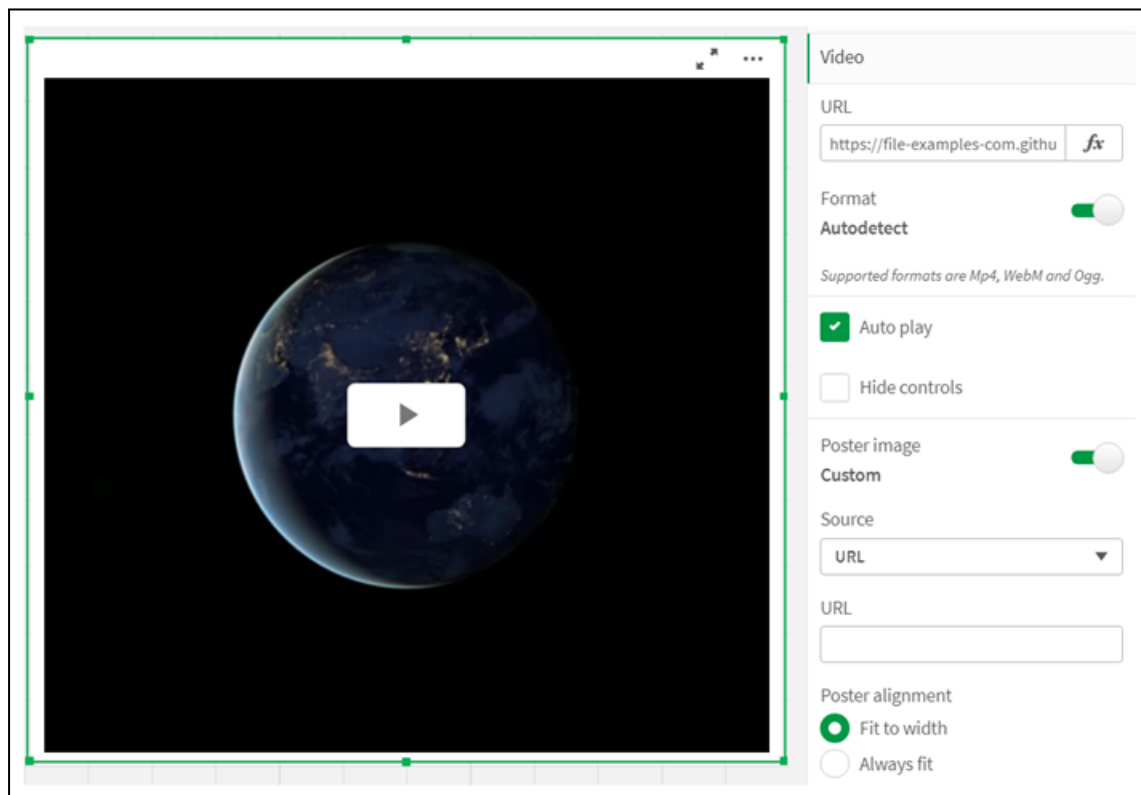 Video
URL
https://file-examples-com.githu
fx
Format
Autodetect
Supported formats are Mp4, WebM and Ogg.
Auto play
Hide controls
Poster image
Custom
Source
URL
URL
Poster alignment
Fit to width
Always fit